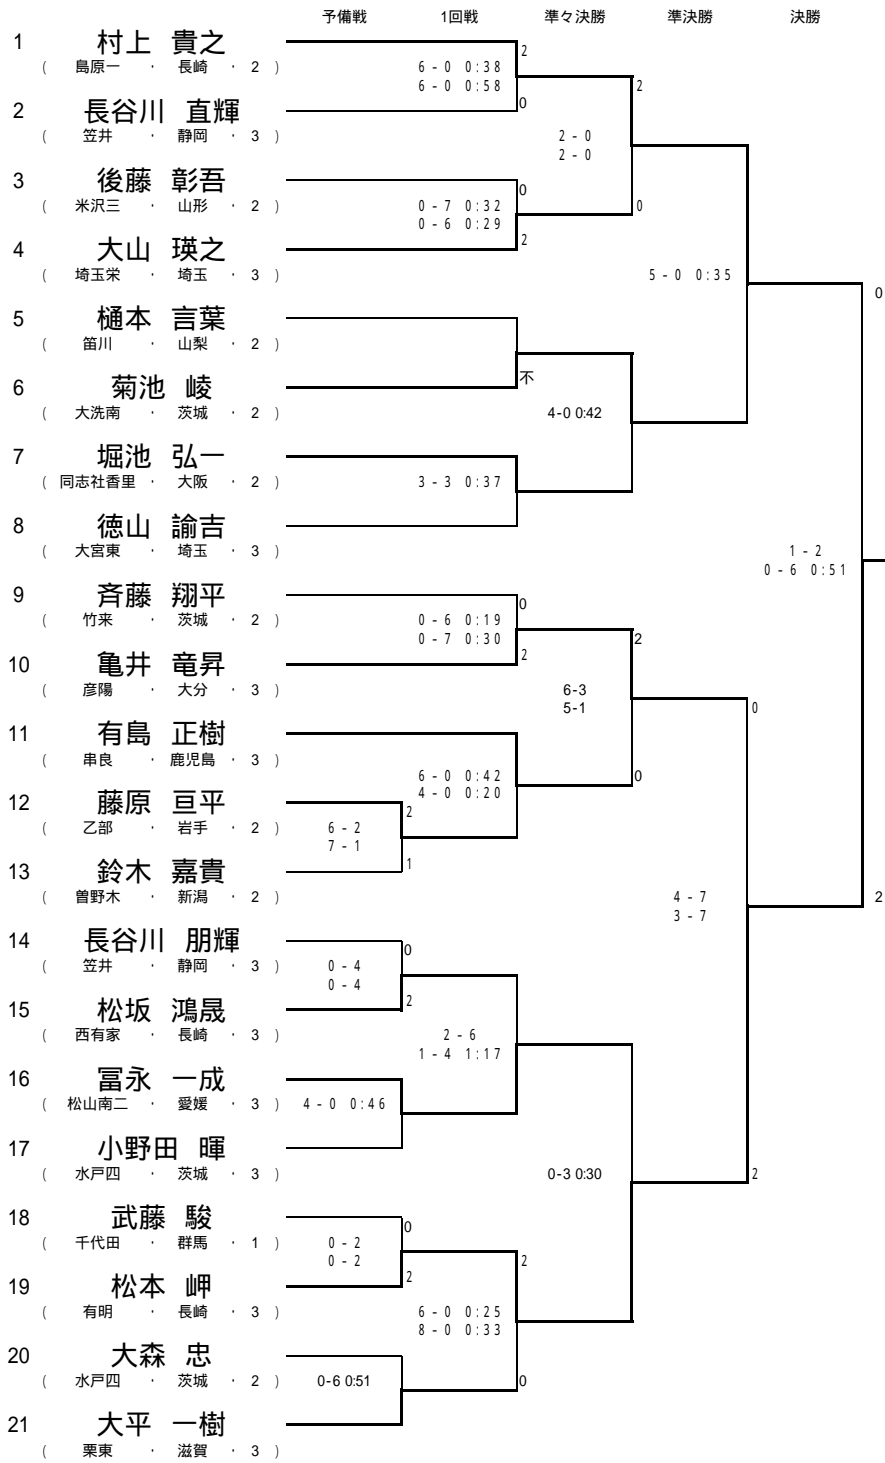 予備戦 1回戦 準々決勝 準決勝 決勝
1 村上 貴之
( 島原一 ・ 長崎 ・ 2 )
6 - 0 0:38
6 - 0 0:58
2
0
2 長谷川 直輝
( 笠井 ・ 静岡 ・ 3 )
2 - 0
2 - 0
2
0
3 後藤 彰吾
( 米沢三 ・ 山形 ・ 2 )
0 - 7 0:32
0 - 6 0:29
0
2
4 大山 瑛之
( 埼玉栄 ・ 埼玉 ・ 3 )
5 - 0 0:35
0
5 樋本 言葉
( 笛川 ・ 山梨 ・ 2 )
不
6 菊池 崚
( 大洗南 ・ 茨城 ・ 2 )
4-0 0:42
7 堀池 弘一
( 同志社香里 ・ 大阪 ・ 2 )
3 - 3 0:37
8 徳山 諭吉
( 大宮東 ・ 埼玉 ・ 3 )
1 - 2
0 - 6 0:51
9 斉藤 翔平
( 竹来 ・ 茨城 ・ 2 )
0 - 6 0:19
0 - 7 0:30
0
2
2
10 亀井 竜昇
( 彦陽 ・ 大分 ・ 3 )
6-3
5-1
0
11 有島 正樹
( 串良 ・ 鹿児島 ・ 3 )
6 - 0 0:42
4 - 0 0:20
0
12 藤原 亘平
( 乙部 ・ 岩手 ・ 2 )
6 - 2
7 - 1
2
1
13 鈴木 嘉貴
( 曽野木 ・ 新潟 ・ 2 )
4 - 7
3 - 7
2
14 長谷川 朋輝
( 笠井 ・ 静岡 ・ 3 )
0 - 4
0 - 4
0
2
15 松坂 鴻晟
( 西有家 ・ 長崎 ・ 3 )
2 - 6
1 - 4 1:17
16 冨永 一成
( 松山南二 ・ 愛媛 ・ 3 )
4 - 0 0:46
17 小野田 暉
( 水戸四 ・ 茨城 ・ 3 )
0-3 0:30
2
18 武藤 駿
( 千代田 ・ 群馬 ・ 1 )
0 - 2
0 - 2
0
2
2
19 松本 岬
( 有明 ・ 長崎 ・ 3 )
6 - 0 0:25
8 - 0 0:33
20 大森 忠
( 水戸四 ・ 茨城 ・ 2 )
0-6 0:51
0
21 大平 一樹
( 栗東 ・ 滋賀 ・ 3 )